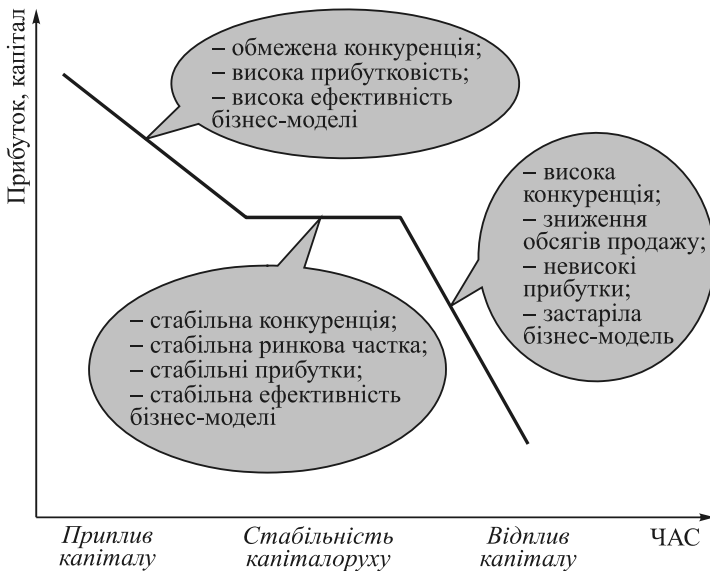 Прибуток, капітал
– обмежена конкуренція;
– висока прибутковість;
– висока ефективність
бізнес-моделі
– висока
конкуренція;
– зниження
обсягів продажу;
– невисокі
прибутки;
– застаріла
бізнес-модель
– стабільна конкуренція;
– стабільна ринкова частка;
– стабільні прибутки;
– стабільна ефективність
бізнес-моделі
Приплив
капіталу
Стабільність
капіталоруху
Відплив
капіталу
ЧАС